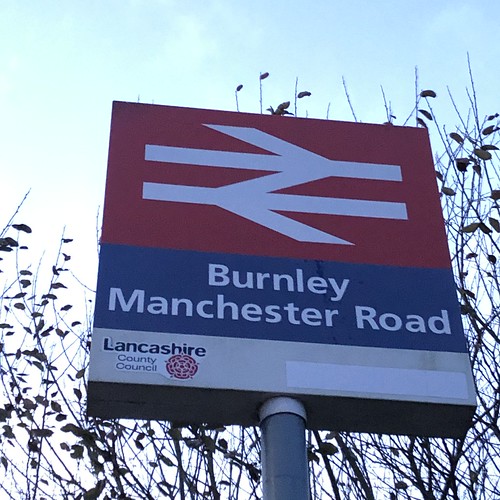 Burnley
Manchester Road
Lancashire
County
Council